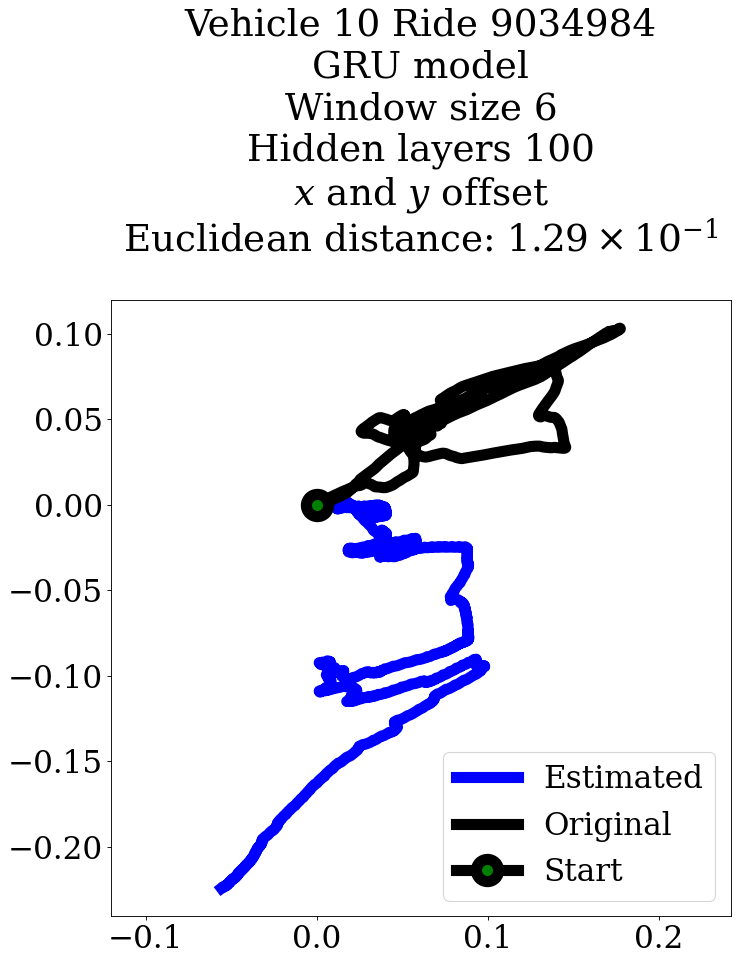 Vehicle 10 Ride 9034984
GRU model
Window size 6
Hidden layers 100
x and y offset
Euclidean distance: 1.29 × 10⁻¹
0.10
0.05
0.00
−0.05
−0.10
−0.15
−0.20
Estimated
Original
Start
−0.1
0.0
0.1
0.2